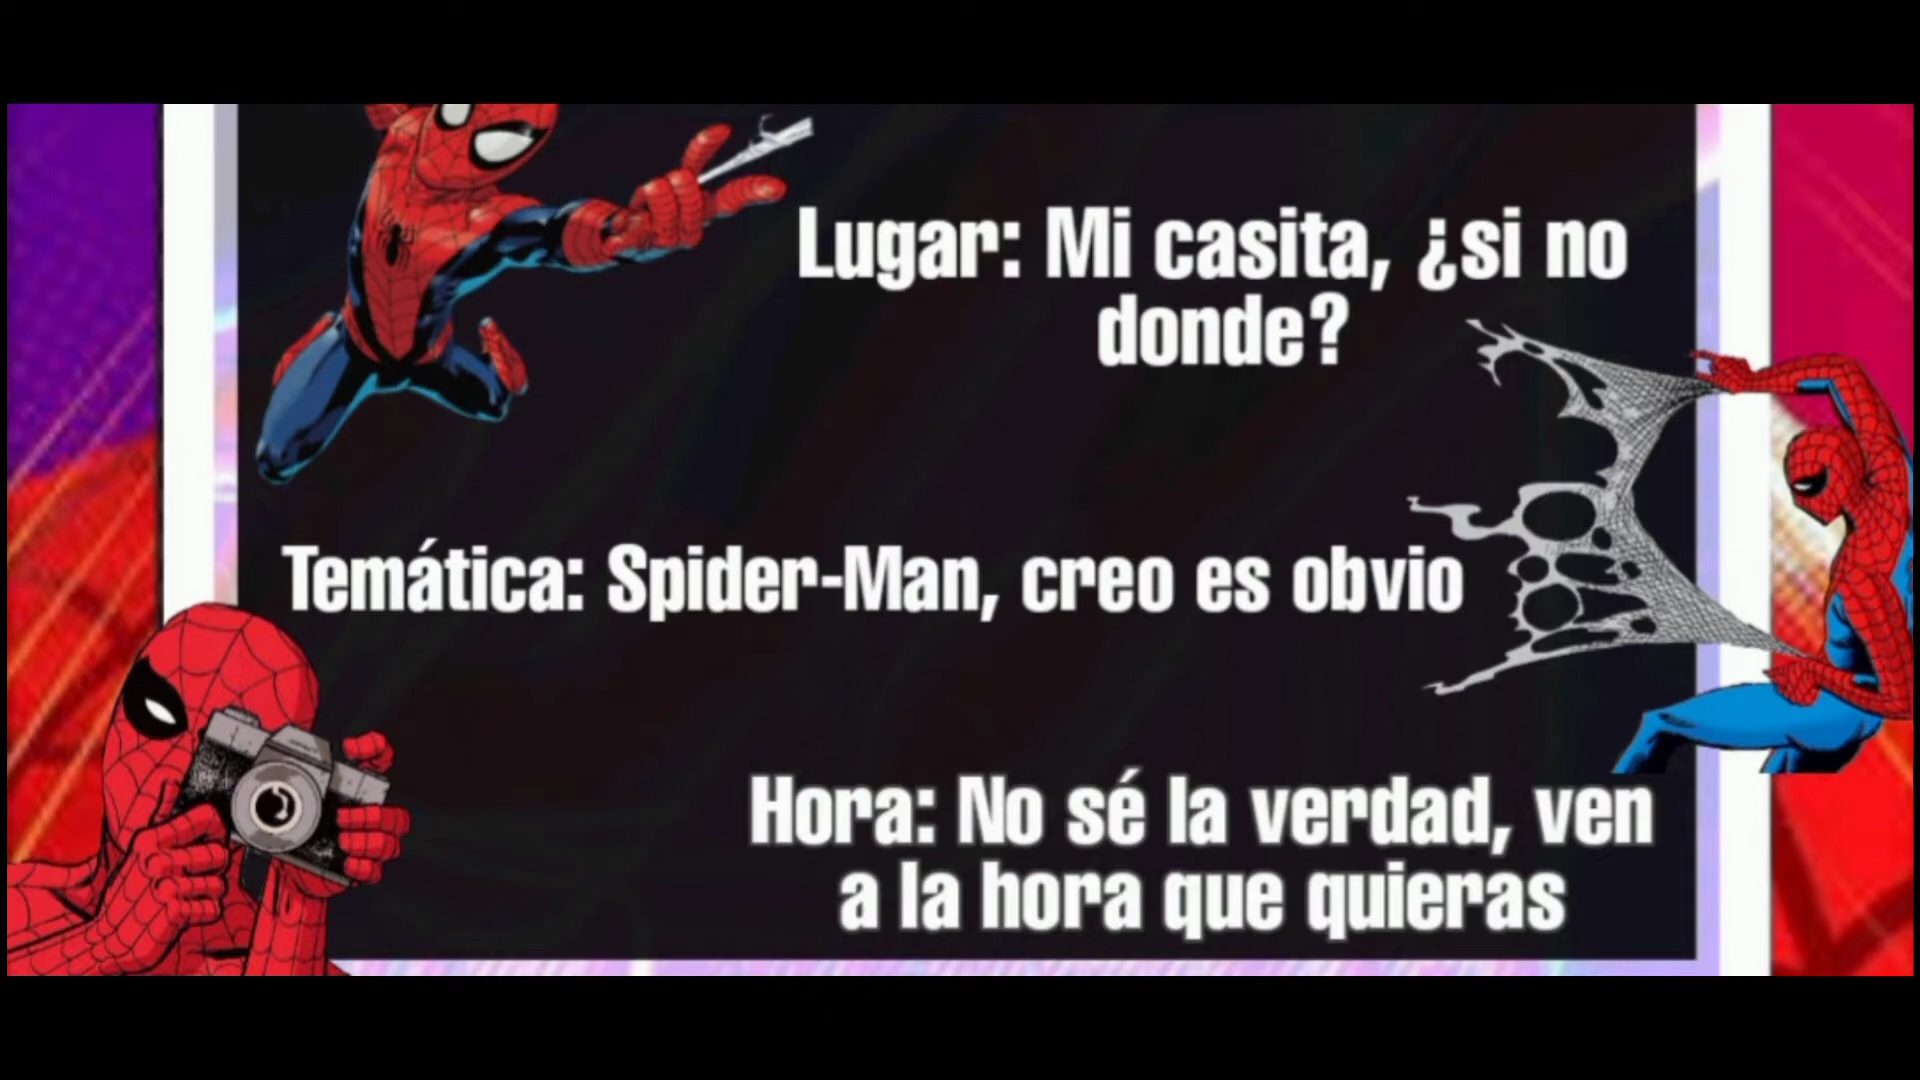 Lugar: Mi casita, ¿si no
donde?
Temática: Spider-Man, creo es obvio
Hora: No sé la verdad, ven
a la hora que quieras